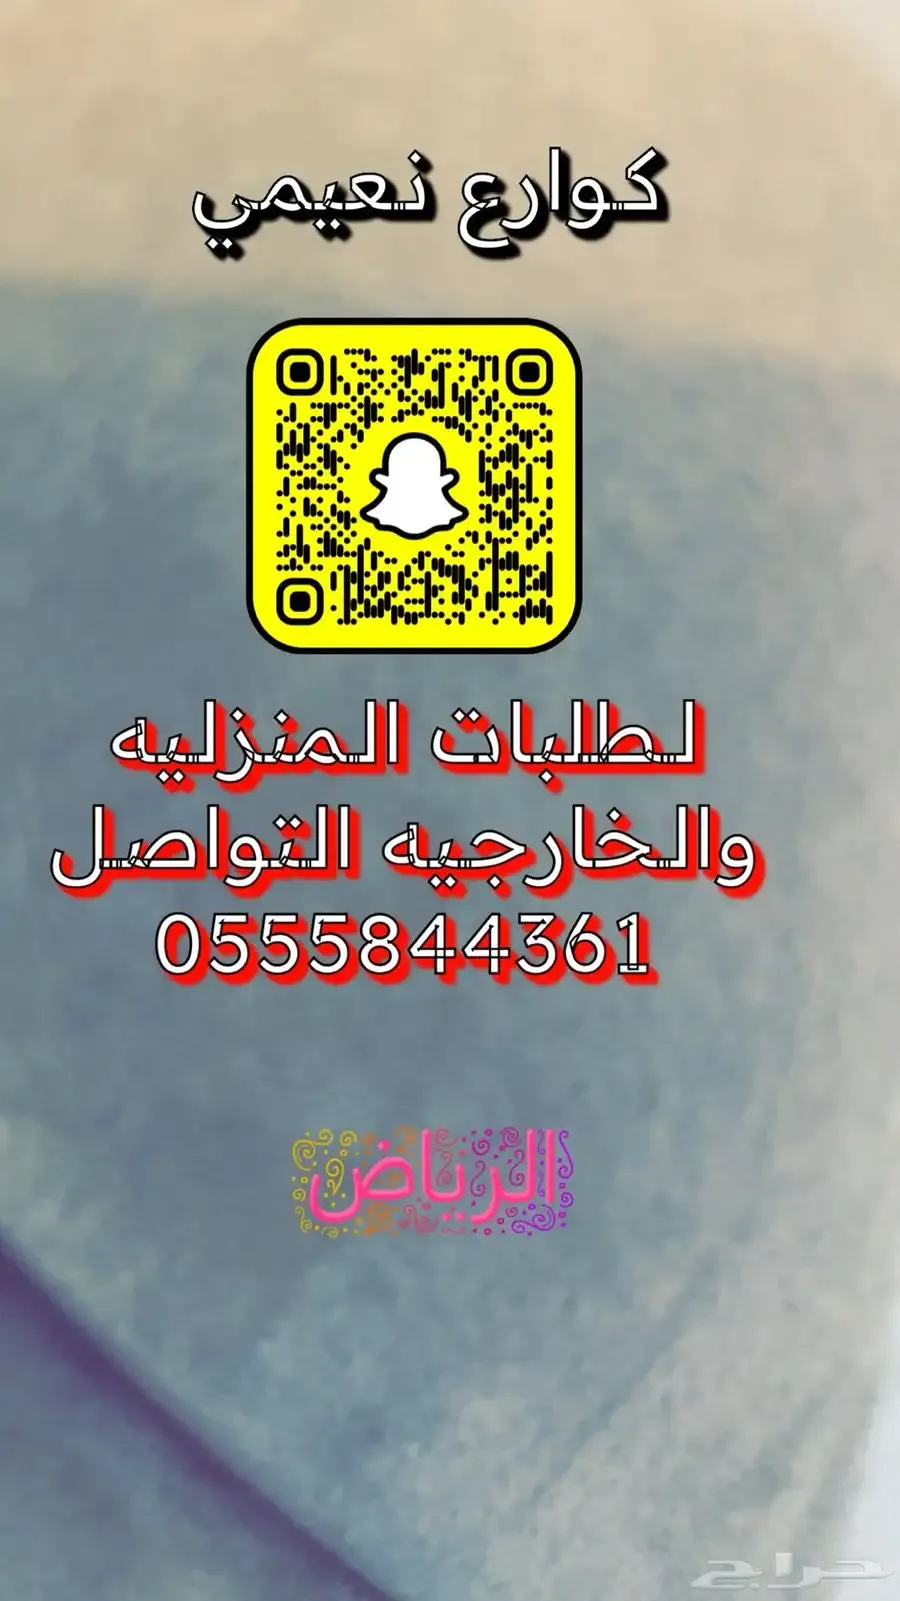 كوارع نعيمي
لطلبات المنزليه
والخارجيه التواصل
0555844361
الرياض
حراج